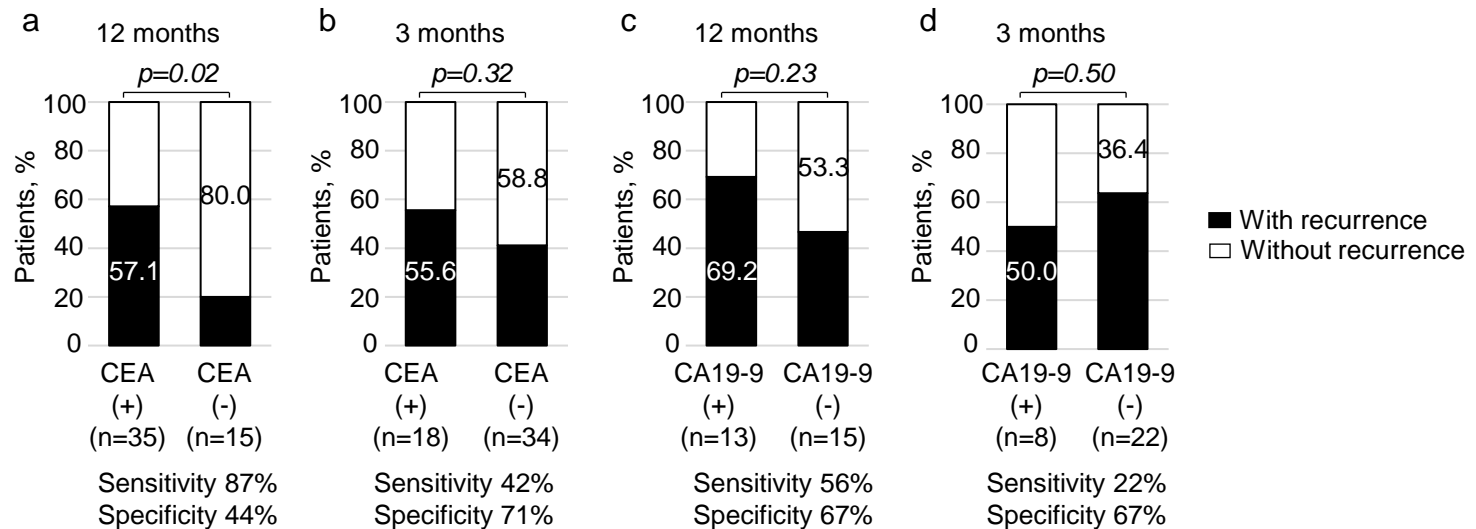 a
12 months
p=0.02
Patients, %
100
80
60
40
20
0
80.0
57.1
CEA
(+)
(n=35)
CEA
(-)
(n=15)
Sensitivity 87%
Specificity 44%
b
3 months
p=0.32
Patients, %
100
80
60
40
20
0
58.8
55.6
CEA
(+)
(n=18)
CEA
(-)
(n=34)
Sensitivity 42%
Specificity 71%
c
12 months
p=0.23
Patients, %
100
80
60
40
20
0
53.3
69.2
CA19-9
(+)
(n=13)
CA19-9
(-)
(n=15)
Sensitivity 56%
Specificity 67%
d
3 months
p=0.50
Patients, %
100
80
60
40
20
0
36.4
50.0
CA19-9
(+)
(n=8)
CA19-9
(-)
(n=22)
Sensitivity 22%
Specificity 67%
With recurrence
Without recurrence